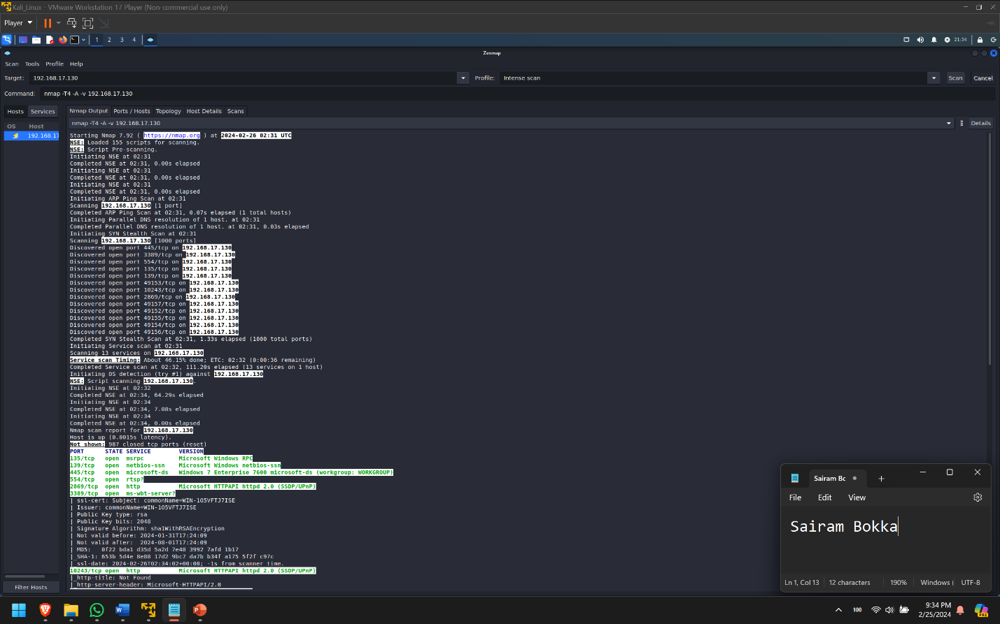 Kali_Linux - VMware Workstation 17 Player (Non-commercial use only)
Player
1 2 3 4
21:34
Zenmap
Scan Tools Profile Help
Target: 192.168.17.130 Profile: Intense scan Scan Cancel
Command: nmap -T4 -A -v 192.168.17.130
Hosts Services Nmap Output Ports / Hosts Topology Host Details Scans
OS Host
192.168.17
Filter Hosts
nmap -T4 -A -v 192.168.17.130 Details
Starting Nmap 7.92 ( https://nmap.org ) at 2024-02-26 02:31 UTC
NSE: Loaded 155 scripts for scanning.
NSE: Script Pre-scanning.
Initiating NSE at 02:31
Completed NSE at 02:31, 0.00s elapsed
Initiating NSE at 02:31
Completed NSE at 02:31, 0.00s elapsed
Initiating NSE at 02:31
Completed NSE at 02:31, 0.00s elapsed
Initiating ARP Ping Scan at 02:31
Scanning 192.168.17.130 [1 port]
Completed ARP Ping Scan at 02:31, 0.07s elapsed (1 total hosts)
Initiating Parallel DNS resolution of 1 host. at 02:31
Completed Parallel DNS resolution of 1 host. at 02:31, 0.03s elapsed
Initiating SYN Stealth Scan at 02:31
Scanning 192.168.17.130 [1000 ports]
Discovered open port 445/tcp on 192.168.17.130
Discovered open port 3389/tcp on 192.168.17.130
Discovered open port 554/tcp on 192.168.17.130
Discovered open port 135/tcp on 192.168.17.130
Discovered open port 139/tcp on 192.168.17.130
Discovered open port 49153/tcp on 192.168.17.130
Discovered open port 10243/tcp on 192.168.17.130
Discovered open port 2869/tcp on 192.168.17.130
Discovered open port 49157/tcp on 192.168.17.130
Discovered open port 49152/tcp on 192.168.17.130
Discovered open port 49155/tcp on 192.168.17.130
Discovered open port 49154/tcp on 192.168.17.130
Discovered open port 49156/tcp on 192.168.17.130
Completed SYN Stealth Scan at 02:31, 1.33s elapsed (1000 total ports)
Initiating Service scan at 02:31
Scanning 13 services on 192.168.17.130
Service scan Timing: About 46.15% done; ETC: 02:32 (0:00:36 remaining)
Completed Service scan at 02:32, 111.20s elapsed (13 services on 1 host)
Initiating OS detection (try #1) against 192.168.17.130
NSE: Script scanning 192.168.17.130.
Initiating NSE at 02:32
Completed NSE at 02:34, 64.29s elapsed
Initiating NSE at 02:34
Completed NSE at 02:34, 7.08s elapsed
Initiating NSE at 02:34
Completed NSE at 02:34, 0.00s elapsed
Nmap scan report for 192.168.17.130
Host is up (0.0015s latency).
Not shown: 987 closed tcp ports (reset)
PORT STATE SERVICE VERSION
135/tcp open msrpc Microsoft Windows RPC
139/tcp open netbios-ssn Microsoft Windows netbios-ssn
445/tcp open microsoft-ds Windows 7 Enterprise 7600 microsoft-ds (workgroup: WORKGROUP)
554/tcp open rtsp?
2869/tcp open http Microsoft HTTPAPI httpd 2.0 (SSDP/UPnP)
3389/tcp open ms-wbt-server?
| ssl-cert: Subject: commonName=WIN-1O5VFTJ7ISE
| Issuer: commonName=WIN-1O5VFTJ7ISE
| Public Key type: rsa
| Public Key bits: 2048
| Signature Algorithm: sha1WithRSAEncryption
| Not valid before: 2024-01-31T17:24:09
| Not valid after: 2024-08-01T17:24:09
| MD5: 0f22 bda1 d35d 5a2d 7e48 3992 7afd 1b17
|_SHA-1: 653b 5d4e 8e88 17d2 9bc7 da7b b34f a175 5f2f c97c
|_ssl-date: 2024-02-26T02:34:02+00:00; -1s from scanner time.
10243/tcp open http Microsoft HTTPAPI httpd 2.0 (SSDP/UPnP)
|_http-title: Not Found
|_http-server-header: Microsoft-HTTPAPI/2.0
Sairam Bc
File Edit View
Sairam Bokka
Ln 1, Col 13 12 characters 190% Windows ( UTF-8
100
9:34 PM
2/25/2024
PRE